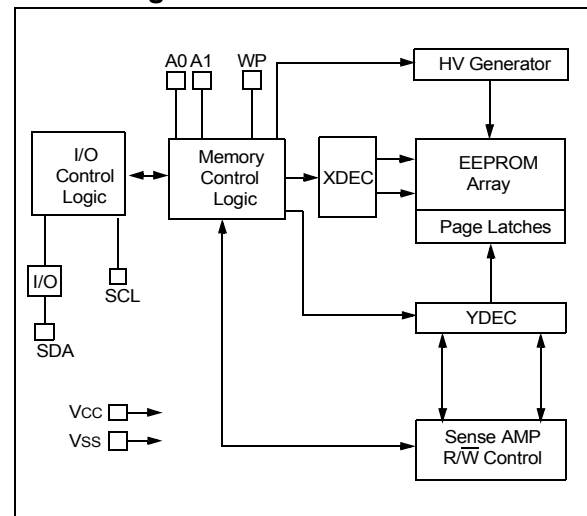 A0 A1 WP
HV Generator
I/O
Control
Logic
Memory
Control
Logic
XDEC
EEPROM
Array
Page Latches
I/O
SCL
SDA
YDEC
VCC
VSS
Sense AMP
R/W̅ Control